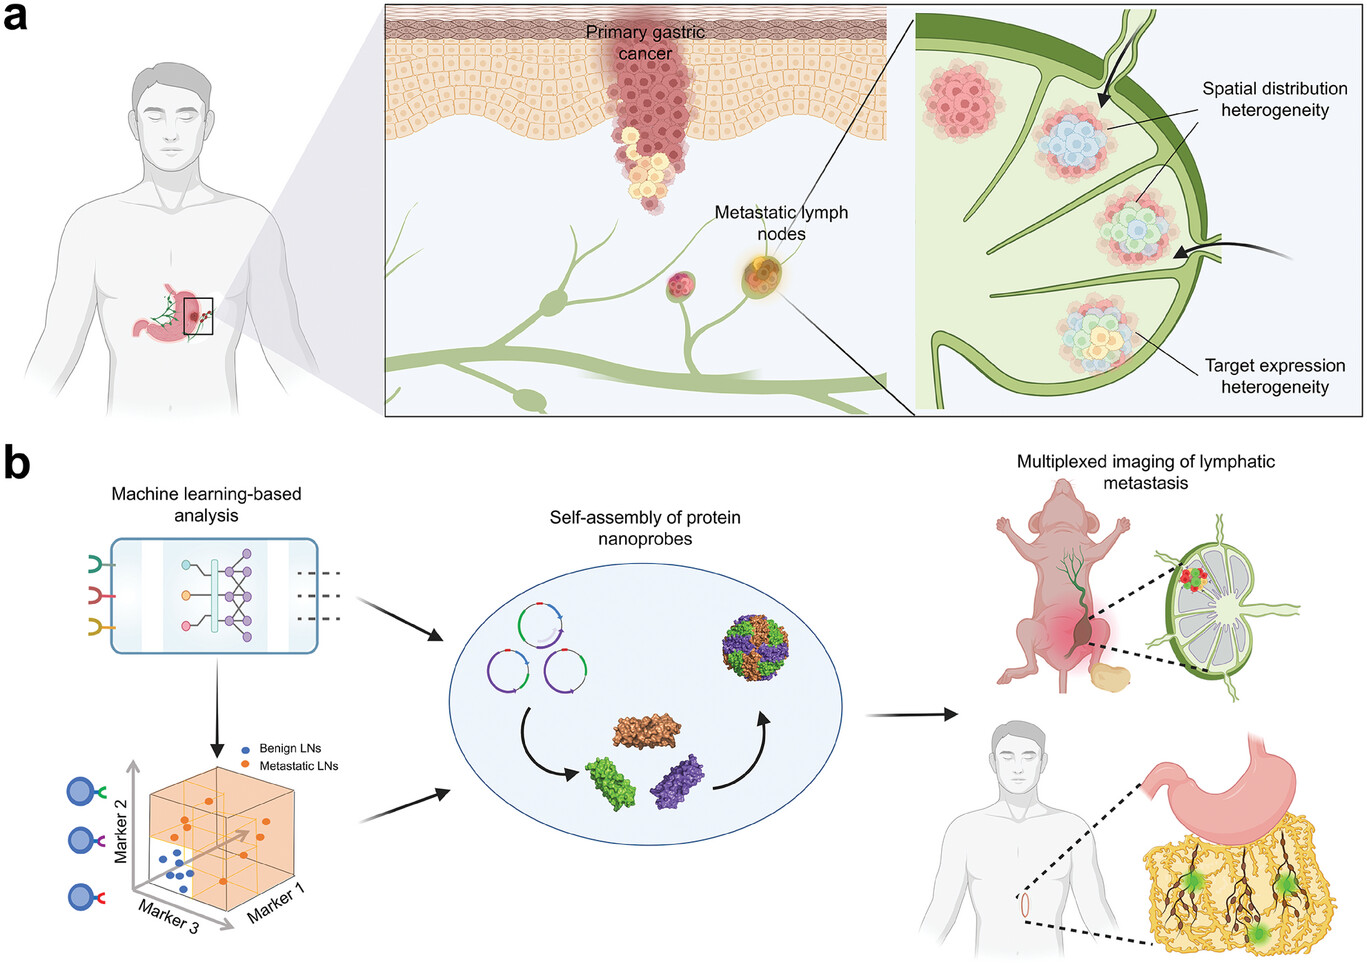 a
Primary gastric
cancer
Metastatic lymph
nodes
Spatial distribution
heterogeneity
Target expression
heterogeneity
b
Machine learning-based
analysis
Benign LNs
Metastatic LNs
Marker 2
Marker 3
Marker 1
Self-assembly of protein
nanoprobes
Multiplexed imaging of lymphatic
metastasis